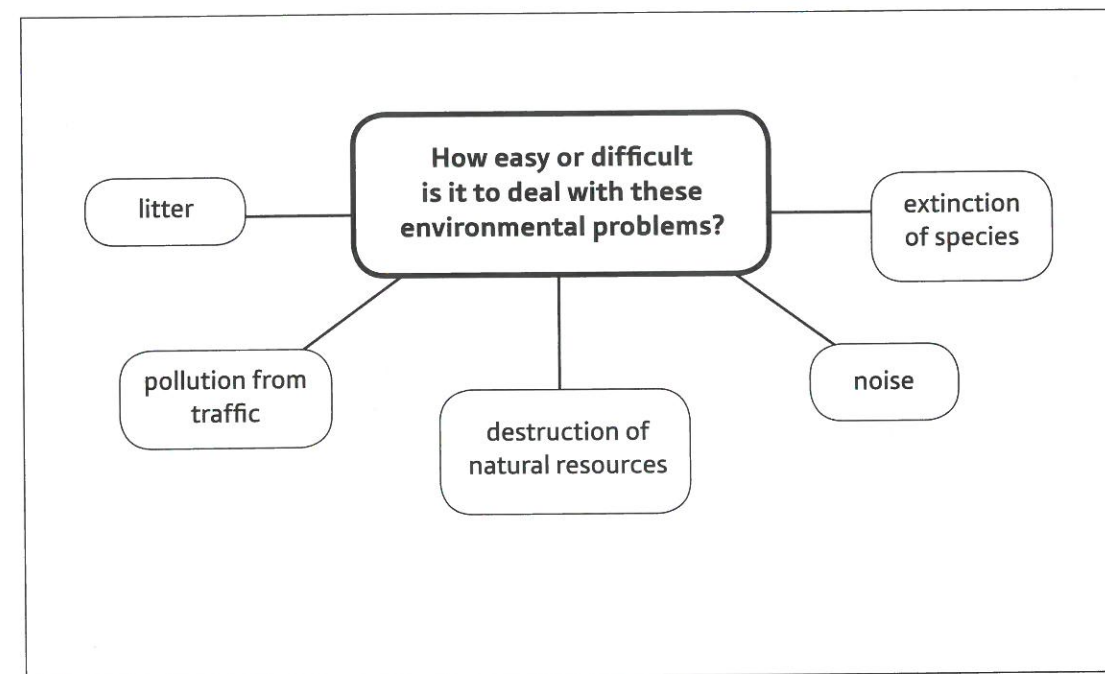 How easy or difficult
is it to deal with these
environmental problems?
litter
extinction
of species
pollution from
traffic
destruction of
natural resources
noise